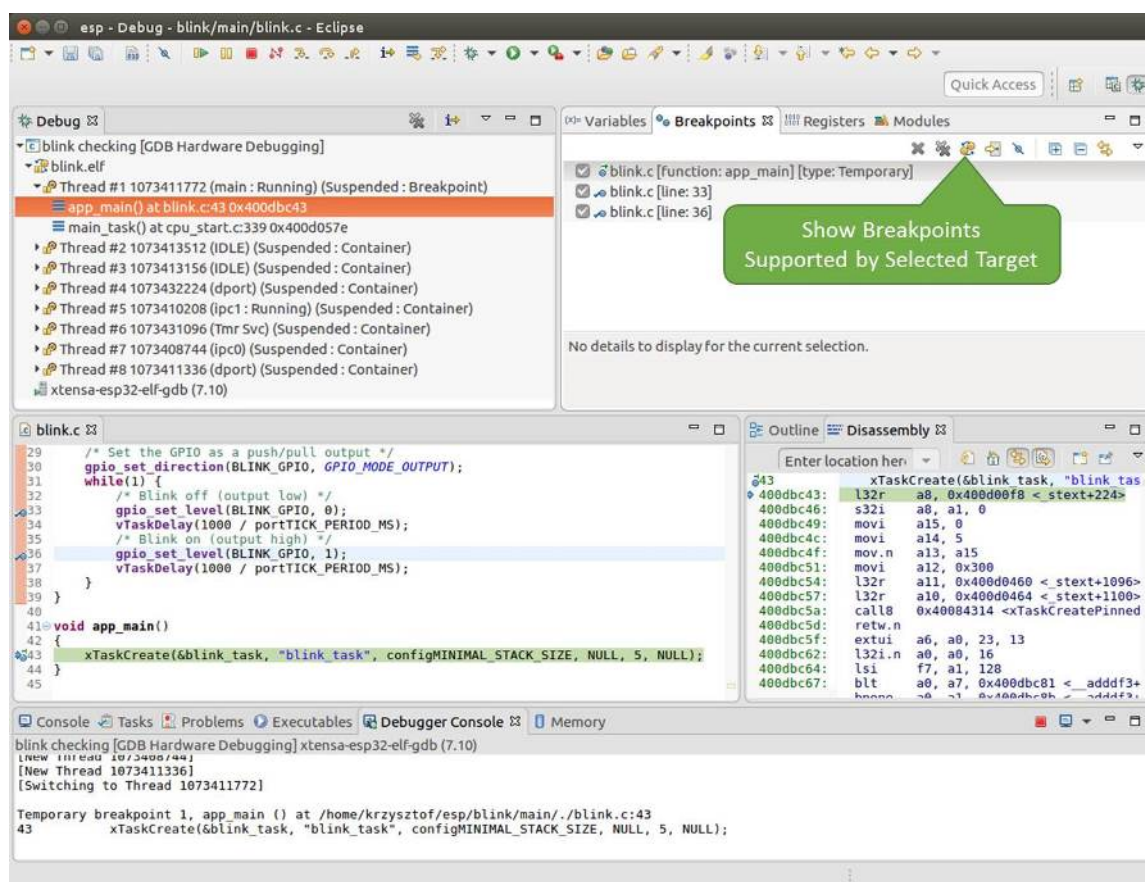 esp - Debug - blink/main/blink.c - Eclipse
Quick Access
Debug
blink checking [GDB Hardware Debugging]
blink.elf
Thread #1 1073411772 (main : Running) (Suspended : Breakpoint)
app_main() at blink.c:43 0x400dbc43
main_task() at cpu_start.c:339 0x400d057e
Thread #2 1073413512 (IDLE) (Suspended : Container)
Thread #3 1073413156 (IDLE) (Suspended : Container)
Thread #4 1073432224 (dport) (Suspended : Container)
Thread #5 1073410208 (ipc1 : Running) (Suspended : Container)
Thread #6 1073431096 (Tmr Svc) (Suspended : Container)
Thread #7 1073408744 (ipc0) (Suspended : Container)
Thread #8 1073411336 (dport) (Suspended : Container)
xtensa-esp32-elf-gdb (7.10)
(x)= Variables Breakpoints Registers Modules
blink.c [function: app_main] [type: Temporary]
blink.c [line: 33]
blink.c [line: 36]
Show Breakpoints
Supported by Selected Target
No details to display for the current selection.
blink.c
29 /* Set the GPIO as a push/pull output */
30 gpio_set_direction(BLINK_GPIO, GPIO_MODE_OUTPUT);
31 while(1) {
32 /* Blink off (output low) */
33 gpio_set_level(BLINK_GPIO, 0);
34 vTaskDelay(1000 / portTICK_PERIOD_MS);
35 /* Blink on (output high) */
36 gpio_set_level(BLINK_GPIO, 1);
37 vTaskDelay(1000 / portTICK_PERIOD_MS);
38 }
39 }
40
41 void app_main()
42 {
43 xTaskCreate(&blink_task, "blink_task", configMINIMAL_STACK_SIZE, NULL, 5, NULL);
44 }
45
Outline Disassembly
Enter location her
43 xTaskCreate(&blink_task, "blink_tas
400dbc43: l32r a8, 0x400d00f8 <_stext+224>
400dbc46: s32i a8, a1, 0
400dbc49: movi a15, 0
400dbc4c: movi a14, 5
400dbc4f: mov.n a13, a15
400dbc51: movi a12, 0x300
400dbc54: l32r a11, 0x400d0460 <_stext+1096>
400dbc57: l32r a10, 0x400d0464 <_stext+1100>
400dbc5a: call8 0x40084314 <xTaskCreatePinned
400dbc5d: retw.n
400dbc5f: extui a6, a0, 23, 13
400dbc62: l32i.n a0, a0, 16
400dbc64: lsi f7, a1, 128
400dbc67: blt a0, a7, 0x400dbc81 <__adddf3+
Console Tasks Problems Executables Debugger Console Memory
blink checking [GDB Hardware Debugging] xtensa-esp32-elf-gdb (7.10)
[New Thread 1073408744]
[New Thread 1073411336]
[Switching to Thread 1073411772]
Temporary breakpoint 1, app_main () at /home/krzysztof/esp/blink/main/./blink.c:43
43 xTaskCreate(&blink_task, "blink_task", configMINIMAL_STACK_SIZE, NULL, 5, NULL);